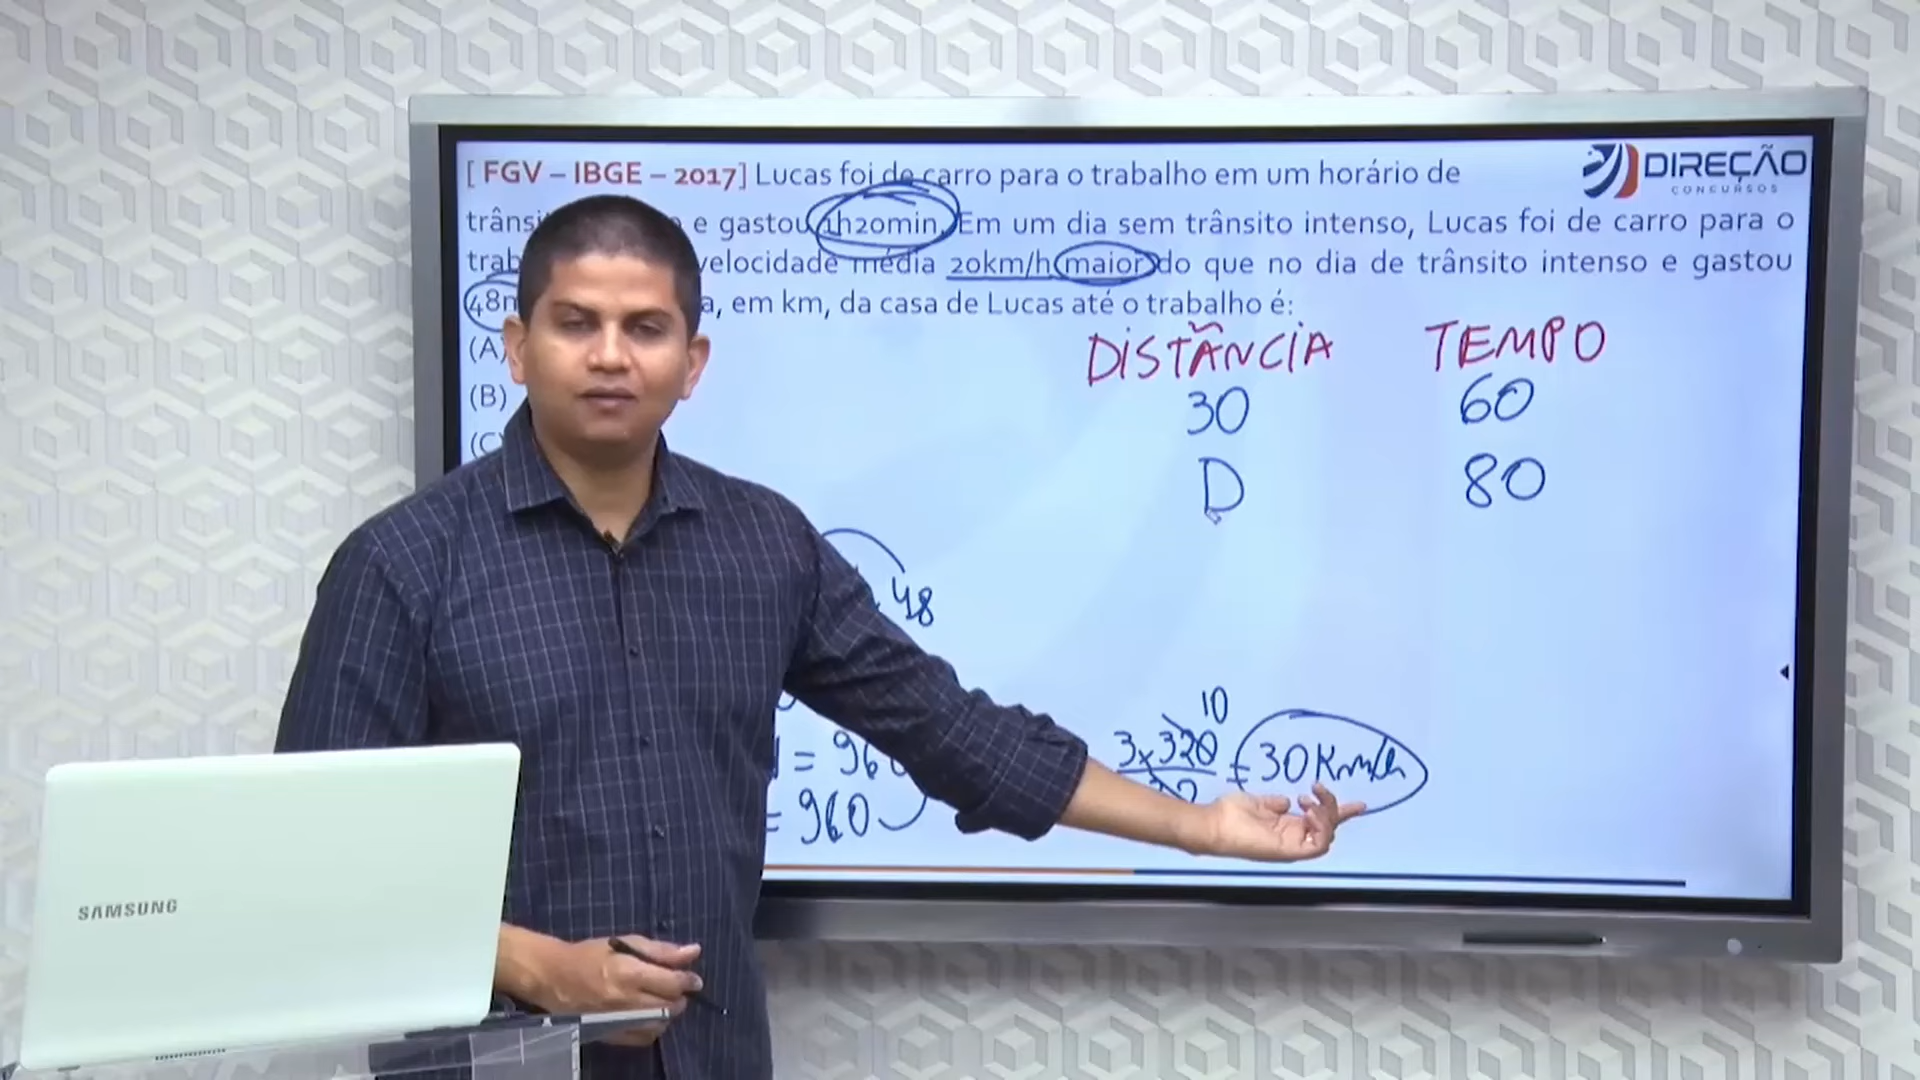 [ FGV – IBGE – 2017] Lucas foi de carro para o trabalho em um horário de
DIREÇÃO
CONCURSOS
trâns e gastou 1h20min. Em um dia sem trânsito intenso, Lucas foi de carro para o
trab velocidade média 20km/h maior do que no dia de trânsito intenso e gastou
48m a, em km, da casa de Lucas até o trabalho é:
(A)
(B)
(C)
DISTÂNCIA TEMPO
30 60
D 80
48
10
3x320 = 30 Km/h
= 960
= 960
SAMSUNG